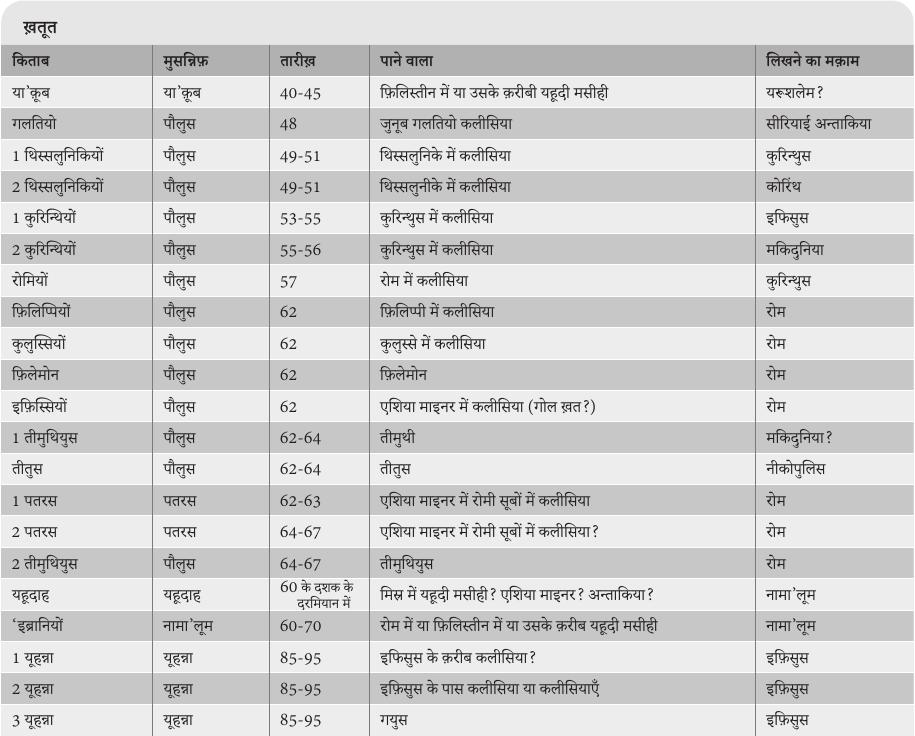 ख़तूत
किताब मुसन्निफ़ तारीख़ पाने वाला लिखने का मक़ाम
या’क़ूब या’क़ूब 40-45 फ़िलिस्तीन में या उसके क़रीबी यहूदी मसीही यरूशलेम?
गलतियो पौलुस 48 जुनूब गलतियो कलीसिया सीरियाई अन्ताकिया
1 थिस्सलुनिकियों पौलुस 49-51 थिस्सलुनिके में कलीसिया कुरिन्थुस
2 थिस्सलुनिकियों पौलुस 49-51 थिस्सलुनीके में कलीसिया कोरिंथ
1 कुरिन्थियों पौलुस 53-55 कुरिन्थुस में कलीसिया इफिसुस
2 कुरिन्थियों पौलुस 55-56 कुरिन्थुस में कलीसिया मकिदुनिया
रोमियों पौलुस 57 रोम में कलीसिया कुरिन्थुस
फ़िलिप्पियों पौलुस 62 फ़िलिप्पी में कलीसिया रोम
कुलुस्सियों पौलुस 62 कुलुस्से में कलीसिया रोम
फ़िलेमोन पौलुस 62 फ़िलेमोन रोम
इफ़िस्सियों पौलुस 62 एशिया माइनर में कलीसिया (गोल ख़त?) रोम
1 तीमुथियुस पौलुस 62-64 तीमुथी मकिदुनिया?
तीतुस पौलुस 62-64 तीतुस नीकोपुलिस
1 पतरस पतरस 62-63 एशिया माइनर में रोमी सूबों में कलीसिया रोम
2 पतरस पतरस 64-67 एशिया माइनर में रोमी सूबों में कलीसिया? रोम
2 तीमुथियुस पौलुस 64-67 तीमुथियुस रोम
यहूदाह यहूदाह 60 के दशक के दरमियान में मिस्र में यहूदी मसीही? एशिया माइनर? अन्ताकिया? नामा’लूम
‘इब्रानियों नामा’लूम 60-70 रोम में या फ़िलिस्तीन में या उसके क़रीब यहूदी मसीही नामा’लूम
1 यूहन्ना यूहन्ना 85-95 इफिसुस के क़रीब कलीसिया? इफ़िसुस
2 यूहन्ना यूहन्ना 85-95 इफ़िसुस के पास कलीसिया या कलीसियाएँ इफ़िसुस
3 यूहन्ना यूहन्ना 85-95 गयुस इफ़िसुस